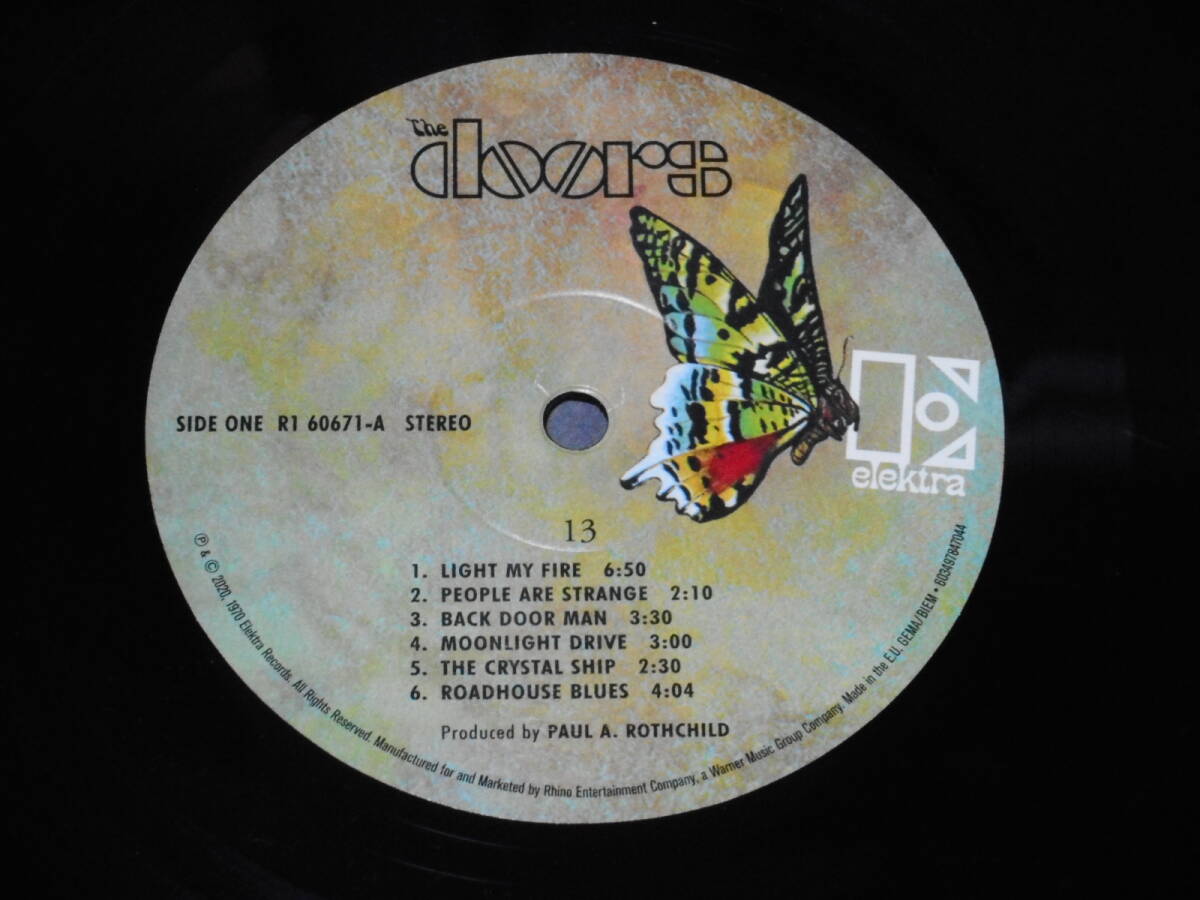 The
doors
elektra
SIDE ONE R1 60671-A STEREO
13
1. LIGHT MY FIRE 6:50
2. PEOPLE ARE STRANGE 2:10
3. BACK DOOR MAN 3:30
4. MOONLIGHT DRIVE 3:00
5. THE CRYSTAL SHIP 2:30
6. ROADHOUSE BLUES 4:04
Produced by PAUL A. ROTHCHILD
℗ & © 2020, 1970 Elektra Records. All Rights Reserved. Manufactured for and Marketed by Rhino Entertainment Company, a Warner Music Group Company. Made in the E.U. GEMA/BIEM • 603497847044